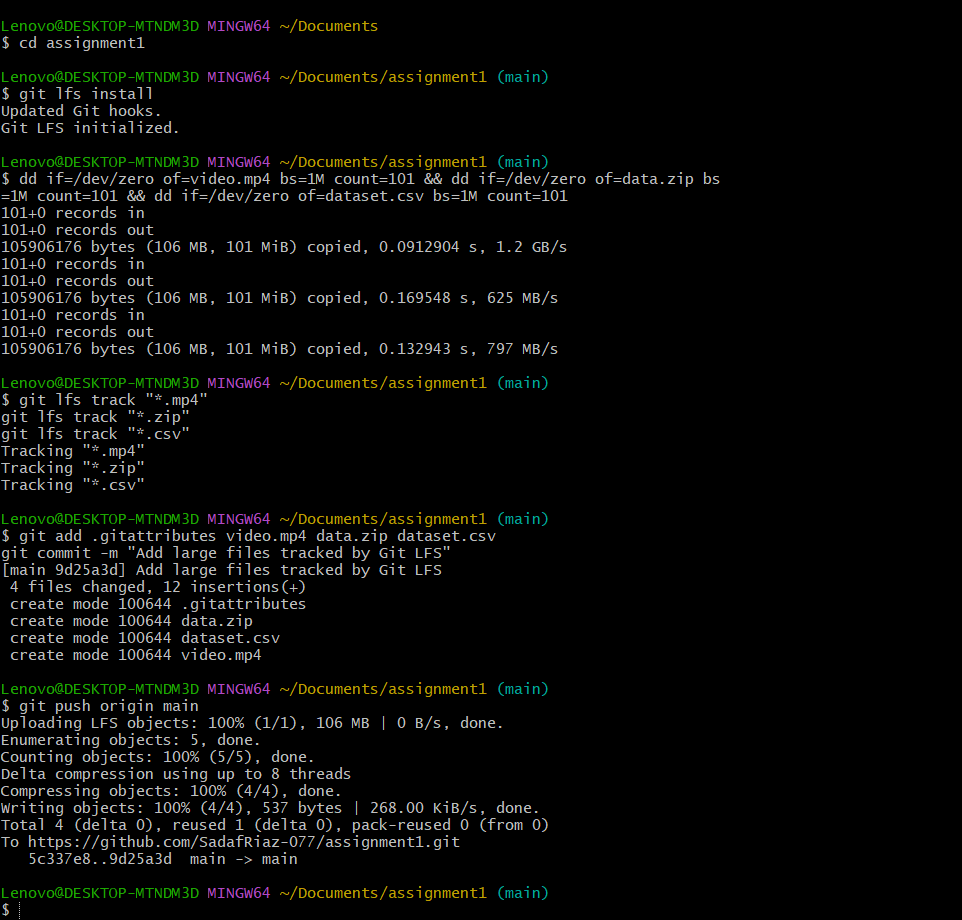 Lenovo@DESKTOP-MTNDM3D MINGW64 ~/Documents
$ cd assignment1
Lenovo@DESKTOP-MTNDM3D MINGW64 ~/Documents/assignment1 (main)
$ git lfs install
Updated Git hooks.
Git LFS initialized.
Lenovo@DESKTOP-MTNDM3D MINGW64 ~/Documents/assignment1 (main)
$ dd if=/dev/zero of=video.mp4 bs=1M count=101 && dd if=/dev/zero of=data.zip bs
=1M count=101 && dd if=/dev/zero of=dataset.csv bs=1M count=101
101+0 records in
101+0 records out
105906176 bytes (106 MB, 101 MiB) copied, 0.0912904 s, 1.2 GB/s
101+0 records in
101+0 records out
105906176 bytes (106 MB, 101 MiB) copied, 0.169548 s, 625 MB/s
101+0 records in
101+0 records out
105906176 bytes (106 MB, 101 MiB) copied, 0.132943 s, 797 MB/s
Lenovo@DESKTOP-MTNDM3D MINGW64 ~/Documents/assignment1 (main)
$ git lfs track "*.mp4"
git lfs track "*.zip"
git lfs track "*.csv"
Tracking "*.mp4"
Tracking "*.zip"
Tracking "*.csv"
Lenovo@DESKTOP-MTNDM3D MINGW64 ~/Documents/assignment1 (main)
$ git add .gitattributes video.mp4 data.zip dataset.csv
git commit -m "Add large files tracked by Git LFS"
[main 9d25a3d] Add large files tracked by Git LFS
 4 files changed, 12 insertions(+)
 create mode 100644 .gitattributes
 create mode 100644 data.zip
 create mode 100644 dataset.csv
 create mode 100644 video.mp4
Lenovo@DESKTOP-MTNDM3D MINGW64 ~/Documents/assignment1 (main)
$ git push origin main
Uploading LFS objects: 100% (1/1), 106 MB | 0 B/s, done.
Enumerating objects: 5, done.
Counting objects: 100% (5/5), done.
Delta compression using up to 8 threads
Compressing objects: 100% (4/4), done.
Writing objects: 100% (4/4), 537 bytes | 268.00 KiB/s, done.
Total 4 (delta 0), reused 1 (delta 0), pack-reused 0 (from 0)
To https://github.com/SadafRiaz-077/assignment1.git
   5c337e8..9d25a3d  main -> main
Lenovo@DESKTOP-MTNDM3D MINGW64 ~/Documents/assignment1 (main)
$